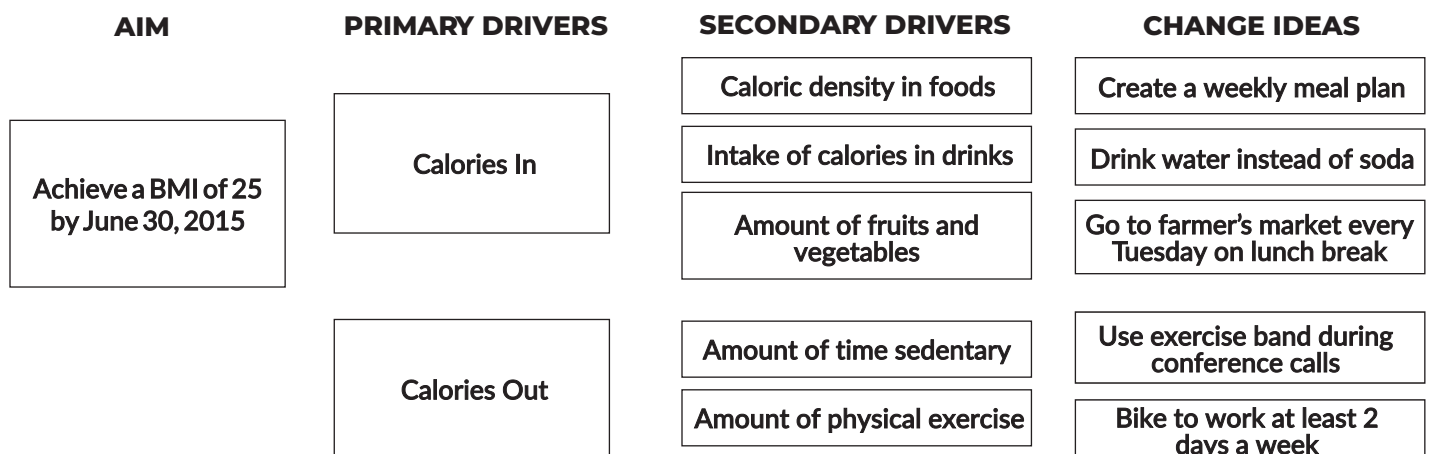 AIM
PRIMARY DRIVERS
SECONDARY DRIVERS
CHANGE IDEAS
Achieve a BMI of 25
by June 30, 2015
Calories In
Calories Out
Caloric density in foods
Intake of calories in drinks
Amount of fruits and
vegetables
Amount of time sedentary
Amount of physical exercise
Create a weekly meal plan
Drink water instead of soda
Go to farmer’s market every
Tuesday on lunch break
Use exercise band during
conference calls
Bike to work at least 2
days a week